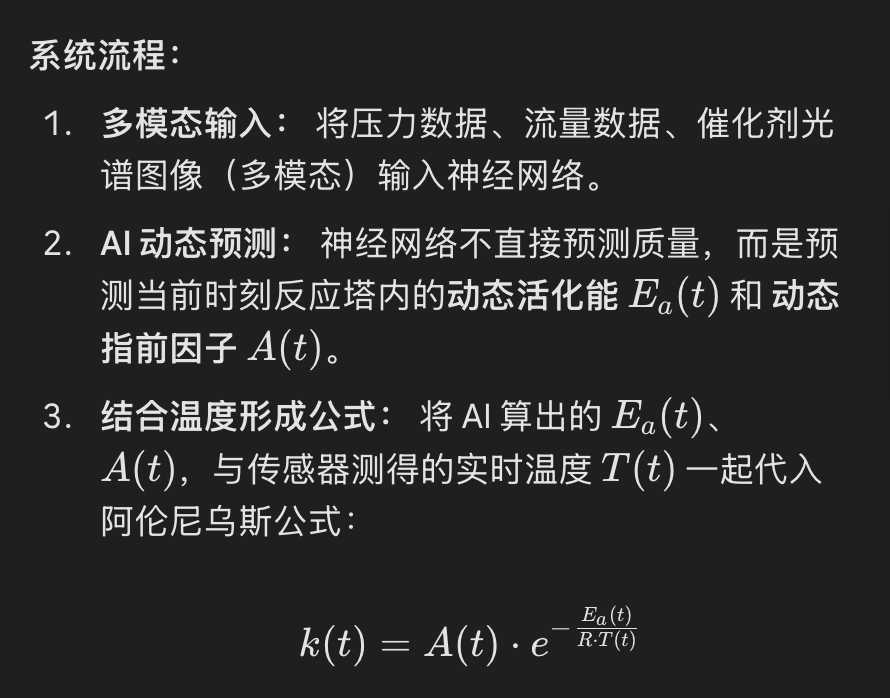 系统流程：
1. 多模态输入： 将压力数据、流量数据、催化剂光
谱图像（多模态）输入神经网络。
2. AI 动态预测： 神经网络不直接预测质量，而是预
测当前时刻反应塔内的动态活化能 $E_a(t)$ 和 动态
指前因子 $A(t)$。
3. 结合温度形成公式： 将 AI 算出的 $E_a(t)$、
$A(t)$，与传感器测得的实时温度 $T(t)$ 一起代入
阿伦尼乌斯公式：
$k(t) = A(t) \cdot e^{-\frac{E_a(t)}{R \cdot T(t)}}$